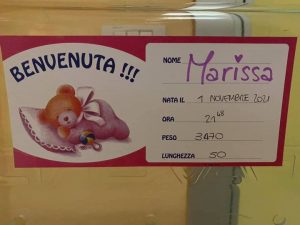 BENVENUTA !!!
NOME Marissa
NATA IL 1 NOVEMBRE 2021
ORA 21 48
PESO 3470
LUNGHEZZA 50